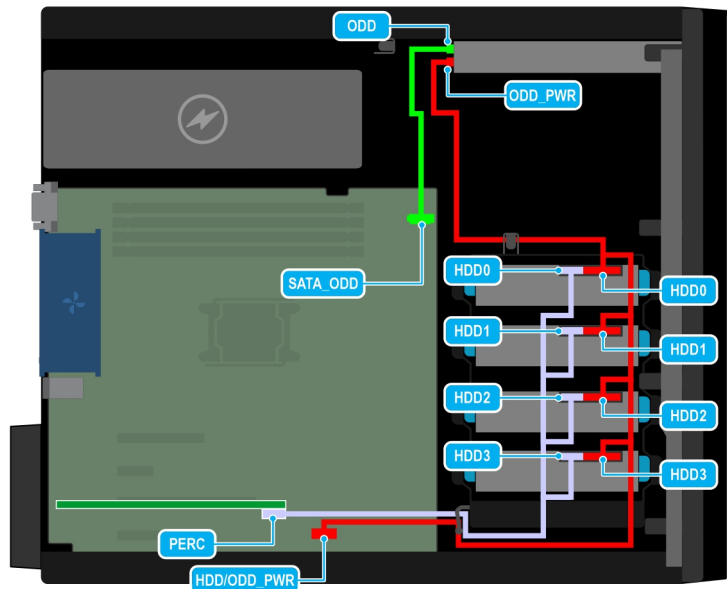 ODD
ODD_PWR
SATA_ODD
HDD0
HDD0
HDD1
HDD1
HDD2
HDD2
HDD3
HDD3
PERC
HDD/ODD_PWR